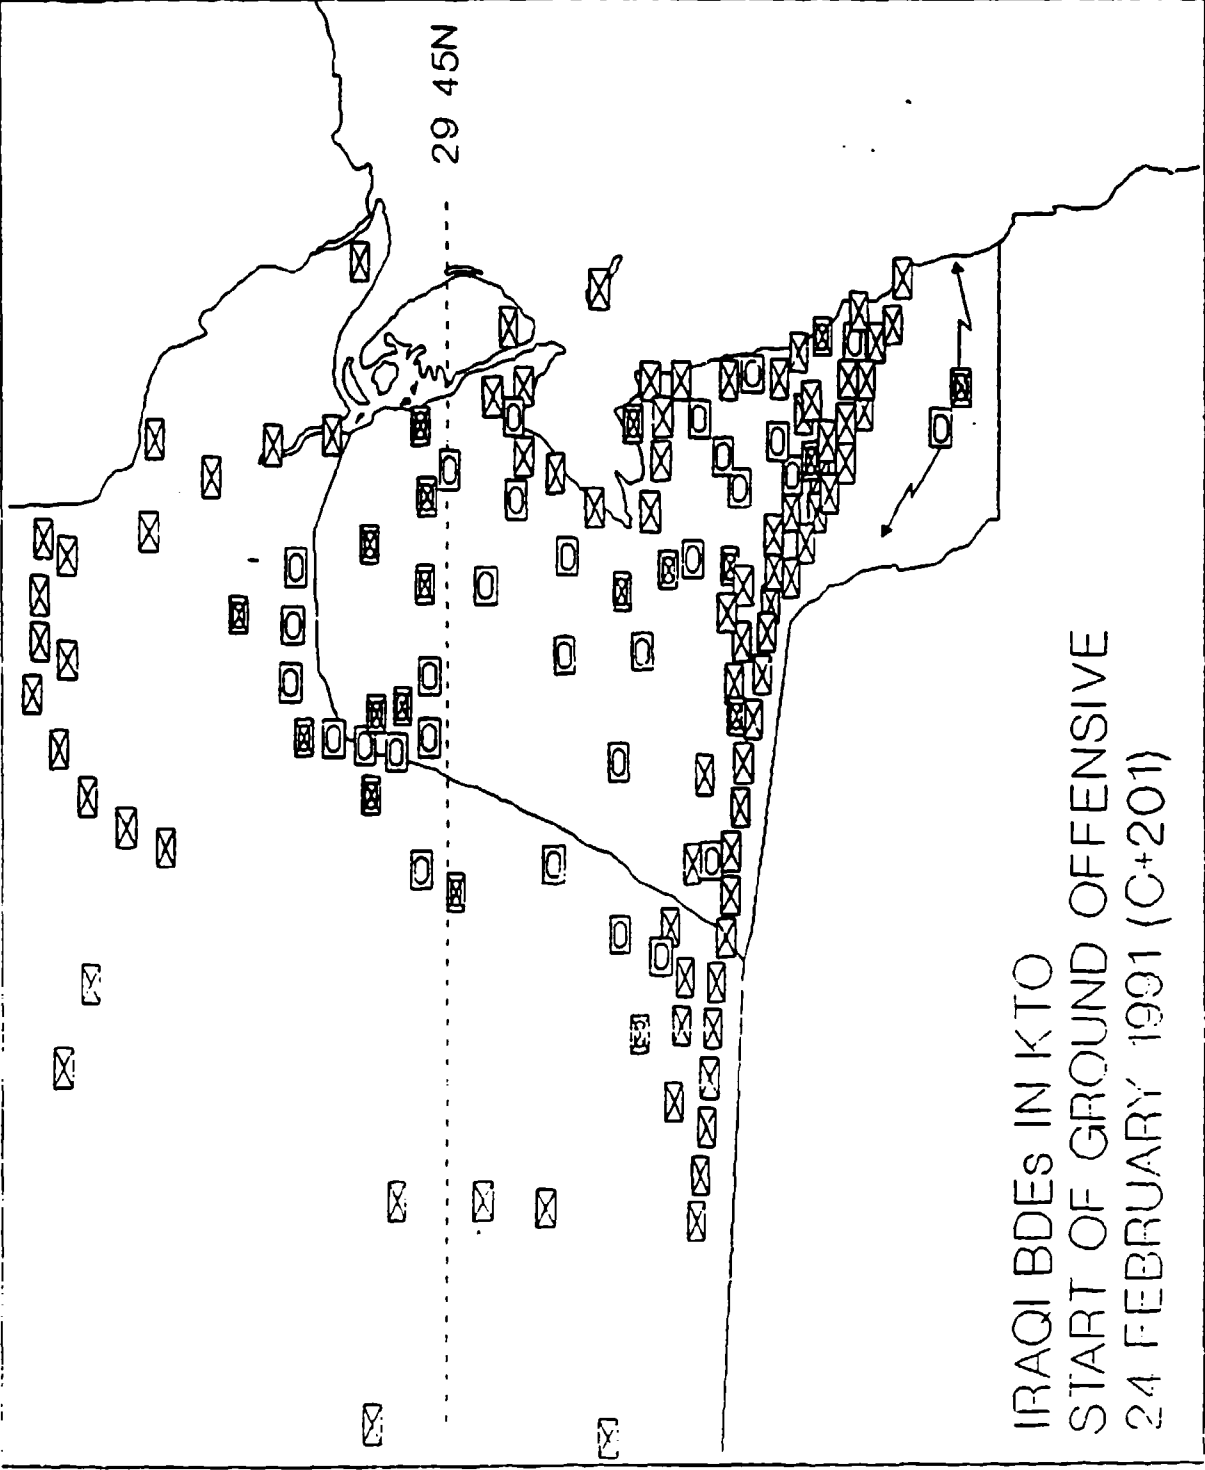 29 45N
IRAQI BDES IN KTO
START OF GROUND OFFENSIVE
24 FEBRUARY 1991 (C+201)